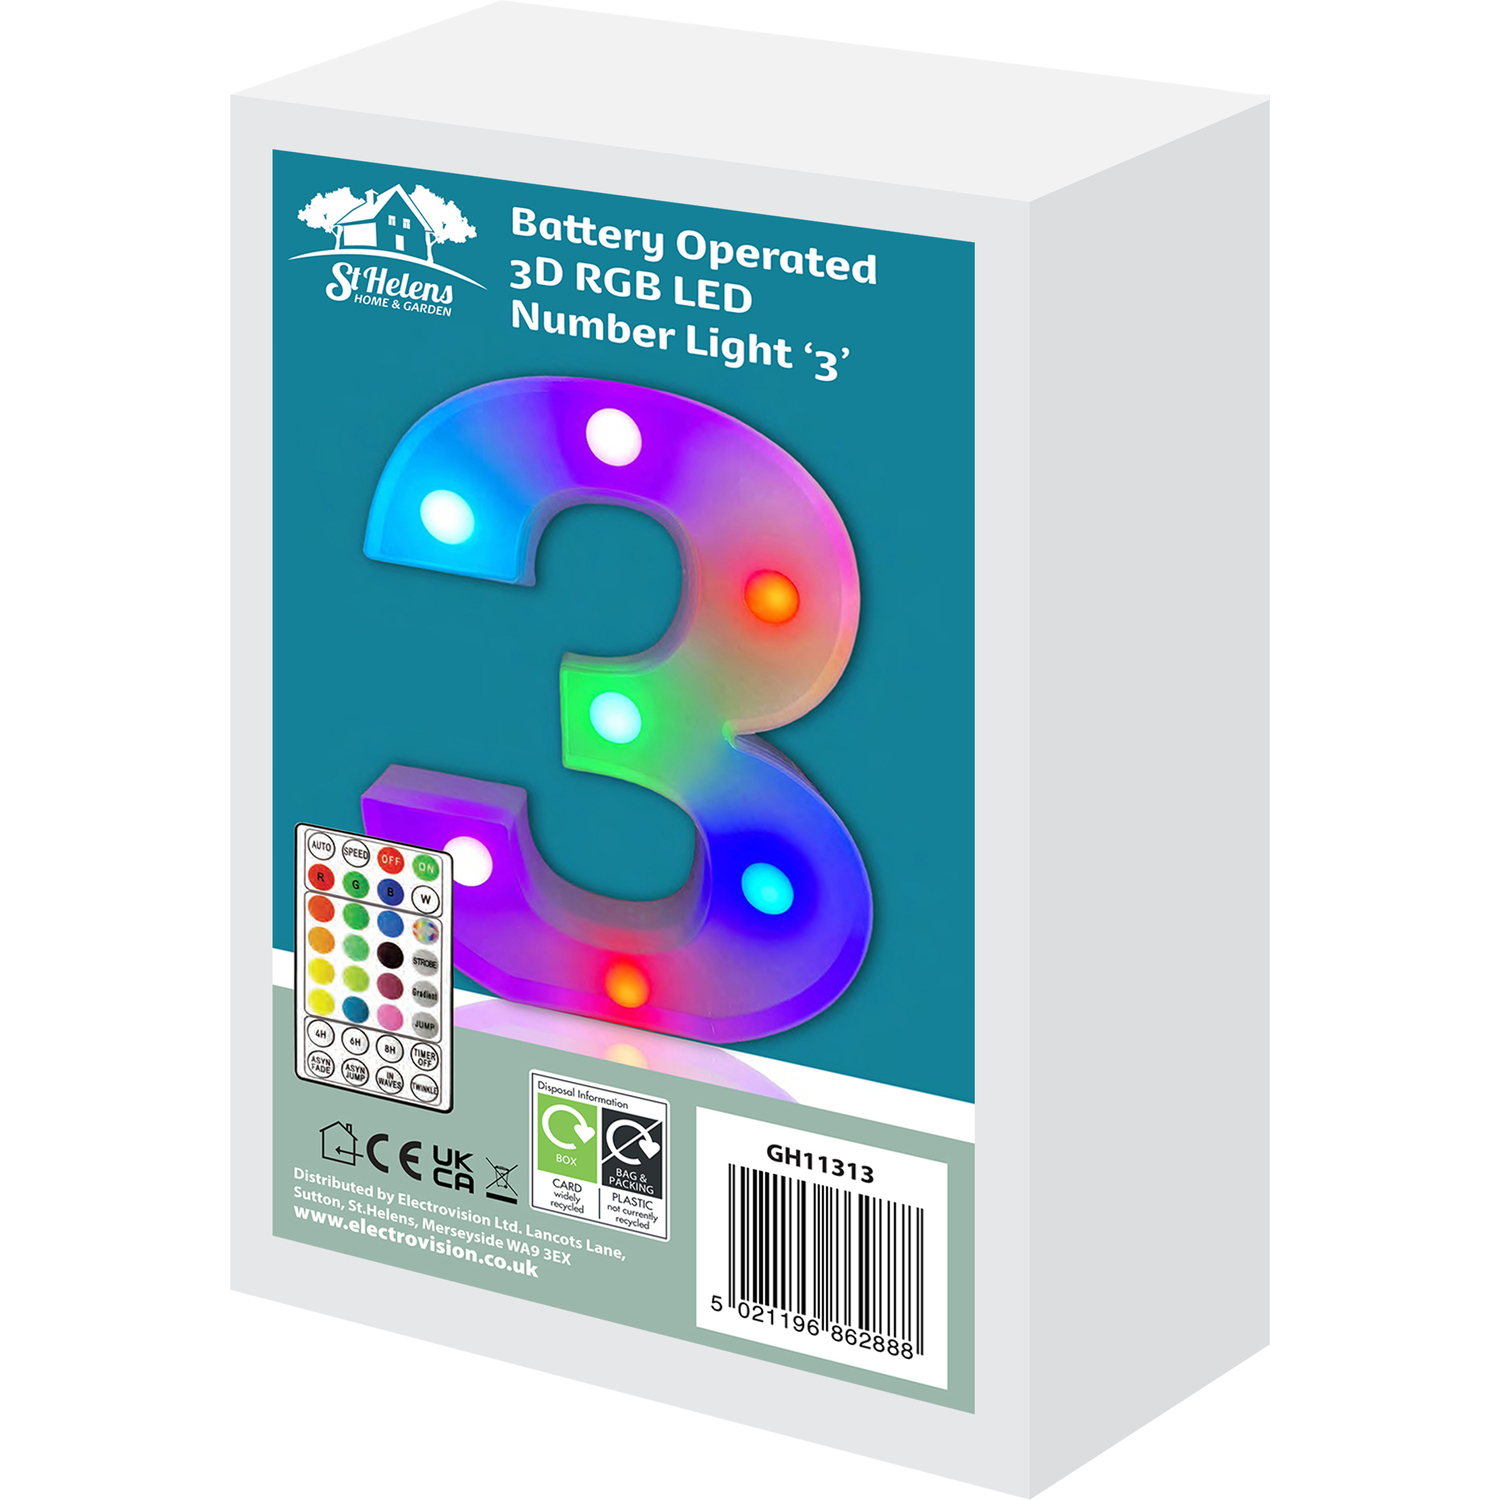 St Helens
HOME & GARDEN
Battery Operated
3D RGB LED
Number Light ‘3’
AUTO SPEED OFF ON
R G B W
STROBE
Gradient
JUMP
4H 6H 8H TIMER OFF
ASYN FADE ASYN JUMP IN WAVES TWINKLE
CE UK CA
Distributed by Electrovision Ltd. Lancots Lane,
Sutton, St.Helens, Merseyside WA9 3EX
www.electrovision.co.uk
Disposal Information
BOX
CARD
widely
recycled
BAG &
PACKING
PLASTIC
not currently
recycled
GH11313
5 021196 862888